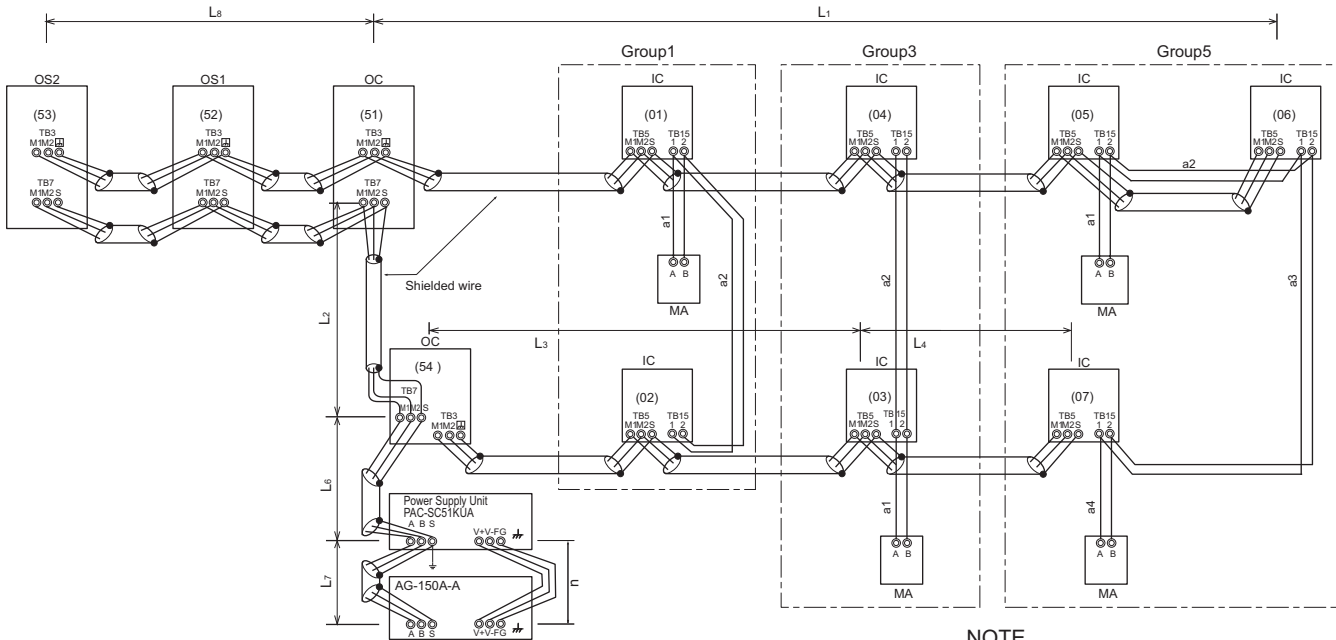 L8
L1
Group1
Group3
Group5
OS2
OS1
OC
IC
IC
IC
IC
(53)
(52)
(51)
(01)
(04)
(05)
(06)
TB3
M1M2
TB3
M1M2
TB3
M1M2
TB5
M1M2S
TB15
1 2
TB5
M1M2S
TB15
1 2
TB5
M1M2S
TB15
1 2
TB5
M1M2S
TB15
1 2
a2
TB7
M1M2 S
TB7
M1M2 S
TB7
M1M2 S
a1
a1
A B
MA
a2
a2
A B
MA
a3
Shielded wire
L2
L3
L4
OC
(54 )
TB7
M1M2 S
TB3
M1M2
IC
(02)
TB5
M1M2S
TB15
1 2
IC
(03)
TB5
M1M2S
TB15
1 2
IC
(07)
TB5
M1M2S
TB15
1 2
L6
Power Supply Unit
PAC-SC51KUA
A B S
V+V-FG
a1
a4
A B
MA
A B
MA
L7
n
AG-150A-A
A B S
V+V-FG
NOTE